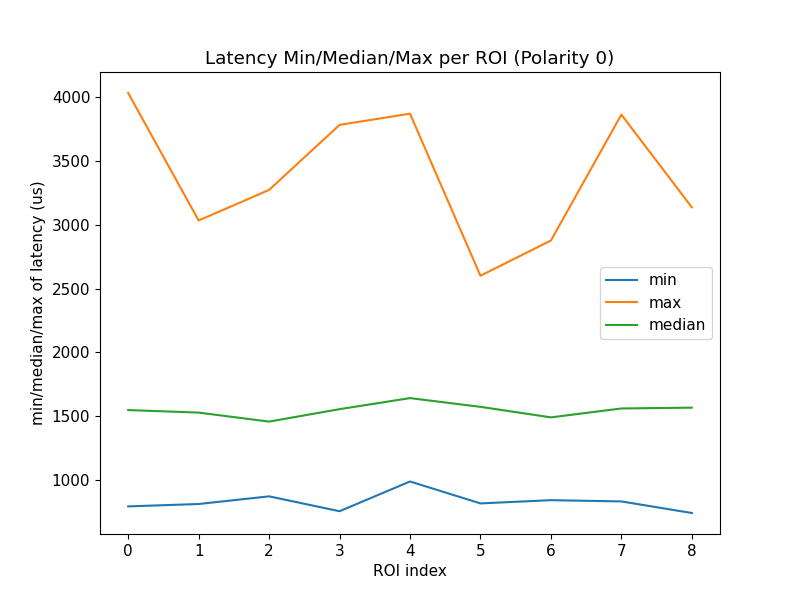 Latency Min/Median/Max per ROI (Polarity 0)
min/median/max of latency (us)
4000
3500
3000
2500
2000
1500
1000
min
max
median
0 1 2 3 4 5 6 7 8
ROI index